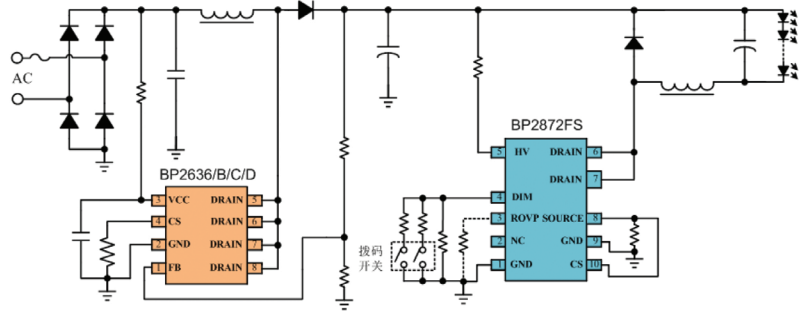 AC
BP2636/B/C/D
3 VCC DRAIN 5
4 CS DRAIN 6
2 GND DRAIN 7
1 FB DRAIN 8
BP2872FS
5 HV DRAIN 6
DRAIN 7
4 DIM
3 ROVP SOURCE 8
2 NC GND 9
1 GND CS 10
拨码
开关